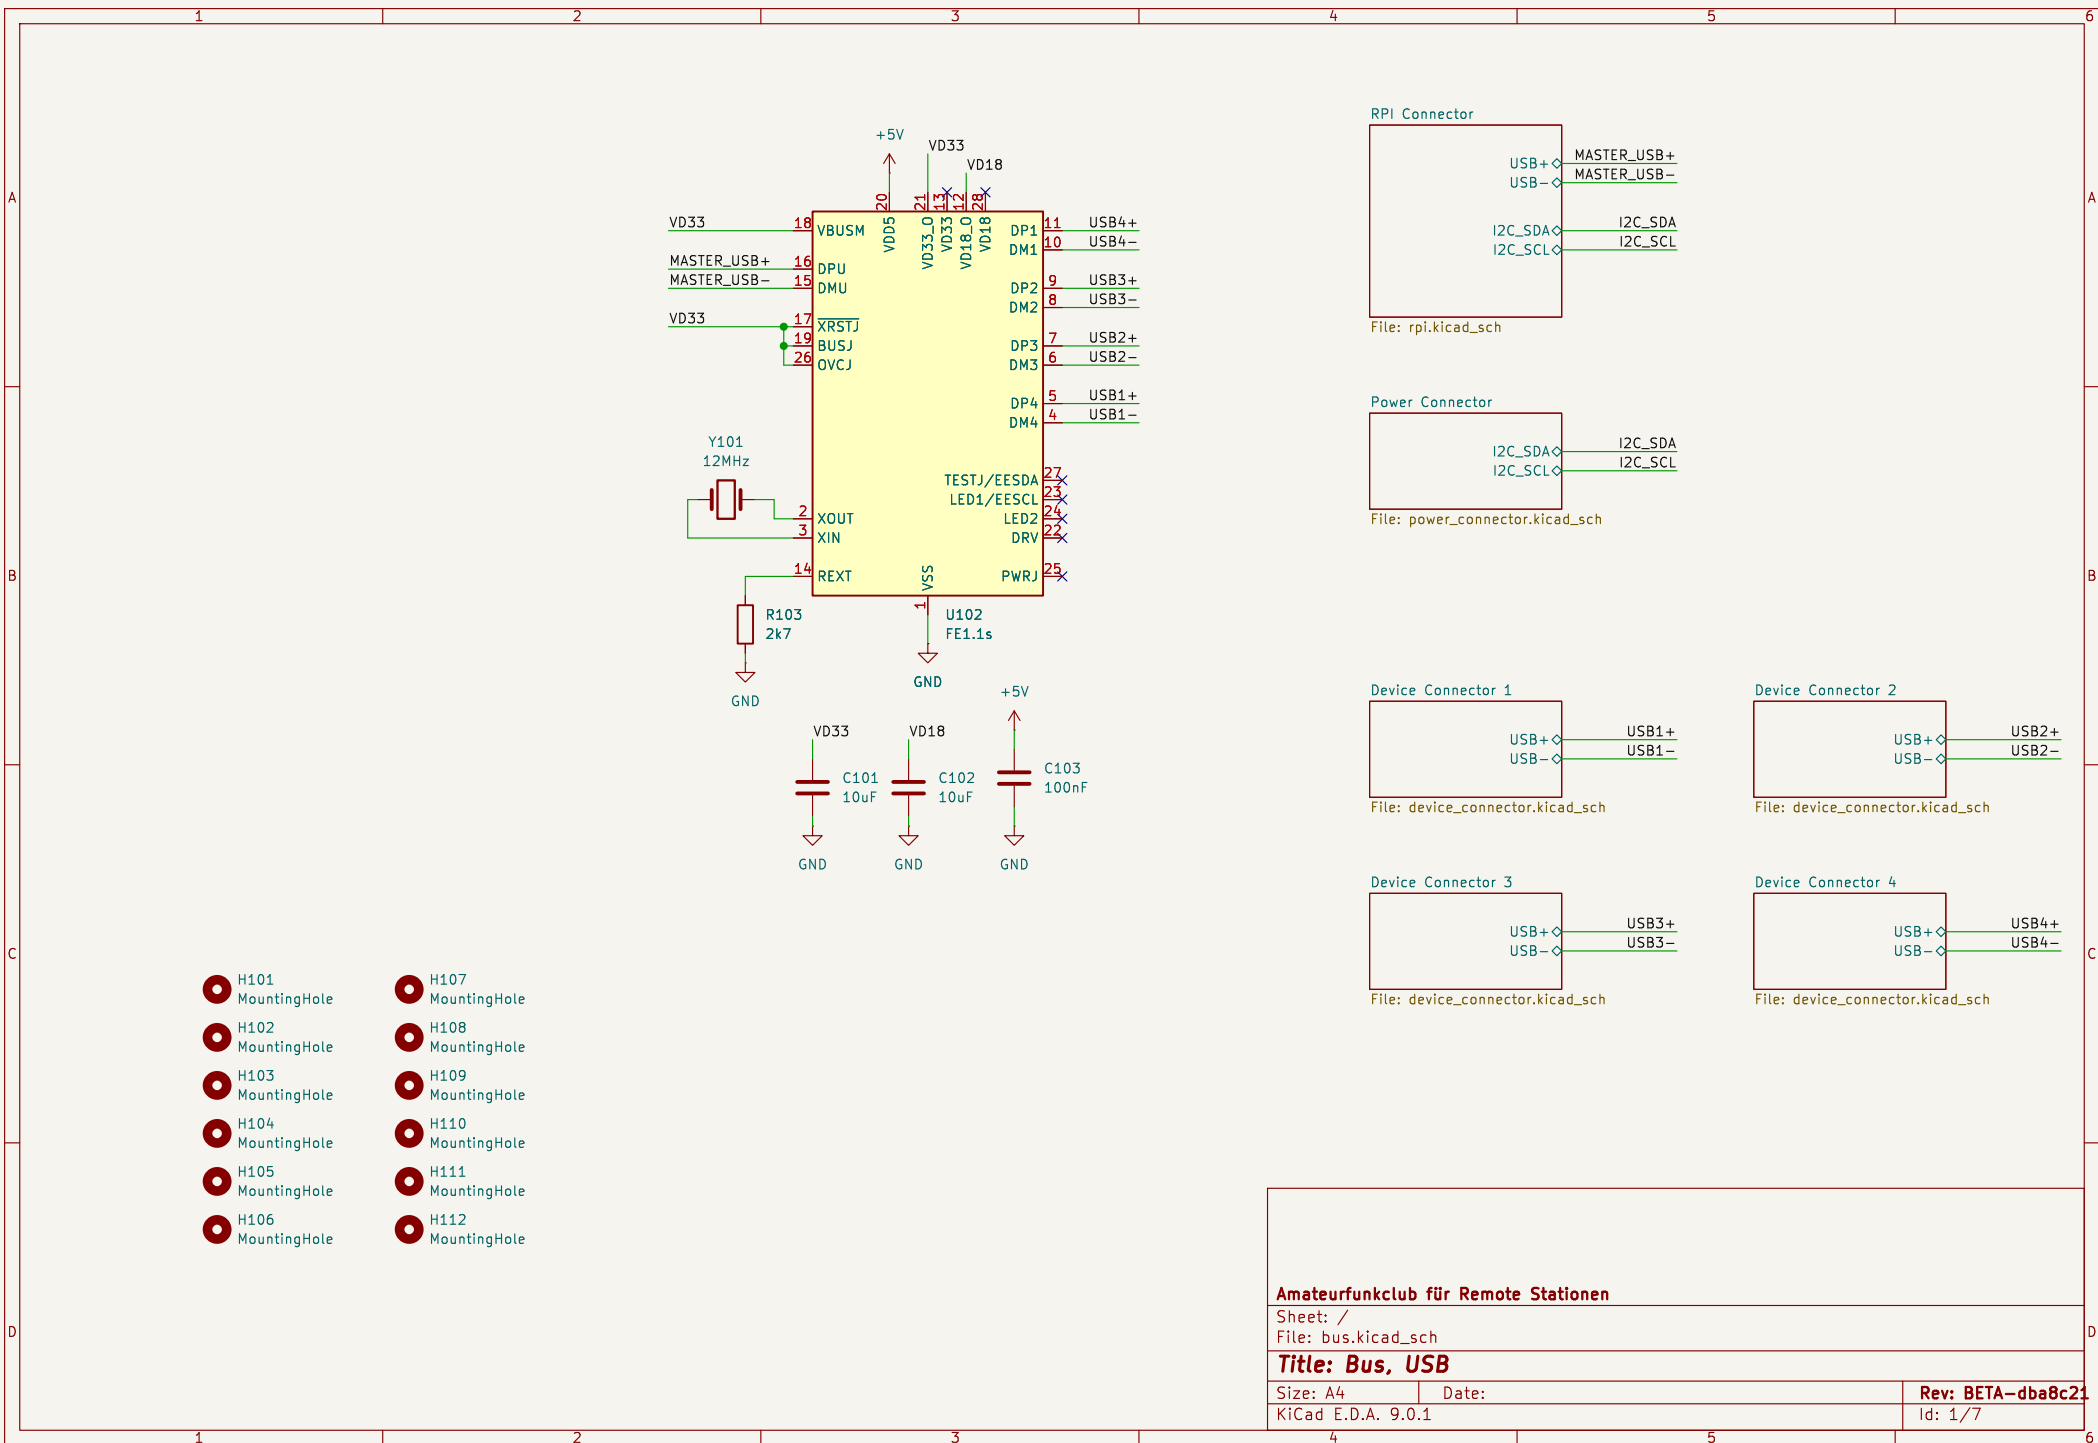 1 2 3 4 5 6
A
B
C
D
A
B
C
D
1 2 3 4 5 6
+5V
VD33
VD18
20
21
13
12
28
VDD5
VD33_O
VD33
VD18_O
VD18
VD33
18 VBUSM
MASTER_USB+
16 DPU
MASTER_USB-
15 DMU
VD33
17 XRSTJ
19 BUSJ
26 OVCJ
Y101
12MHz
2 XOUT
3 XIN
14 REXT
R103
2k7
GND
DP1 11 USB4+
DM1 10 USB4-
DP2 9 USB3+
DM2 8 USB3-
DP3 7 USB2+
DM3 6 USB2-
DP4 5 USB1+
DM4 4 USB1-
TESTJ/EESDA 27
LED1/EESCL 23
LED2 24
DRV 22
PWRJ 25
VSS
1
U102
FE1.1s
GND
VD33
C101
10uF
GND
VD18
C102
10uF
GND
+5V
C103
100nF
GND
RPI Connector
USB+ MASTER_USB+
USB- MASTER_USB-
I2C_SDA I2C_SDA
I2C_SCL I2C_SCL
File: rpi.kicad_sch
Power Connector
I2C_SDA I2C_SDA
I2C_SCL I2C_SCL
File: power_connector.kicad_sch
Device Connector 1
USB+ USB1+
USB- USB1-
File: device_connector.kicad_sch
Device Connector 2
USB+ USB2+
USB- USB2-
File: device_connector.kicad_sch
Device Connector 3
USB+ USB3+
USB- USB3-
File: device_connector.kicad_sch
Device Connector 4
USB+ USB4+
USB- USB4-
File: device_connector.kicad_sch
H101
MountingHole
H102
MountingHole
H103
MountingHole
H104
MountingHole
H105
MountingHole
H106
MountingHole
H107
MountingHole
H108
MountingHole
H109
MountingHole
H110
MountingHole
H111
MountingHole
H112
MountingHole
Amateurfunkclub für Remote Stationen
Sheet: /
File: bus.kicad_sch
Title: Bus, USB
Size: A4 Date: Rev: BETA-dba8c21
KiCad E.D.A. 9.0.1 Id: 1/7